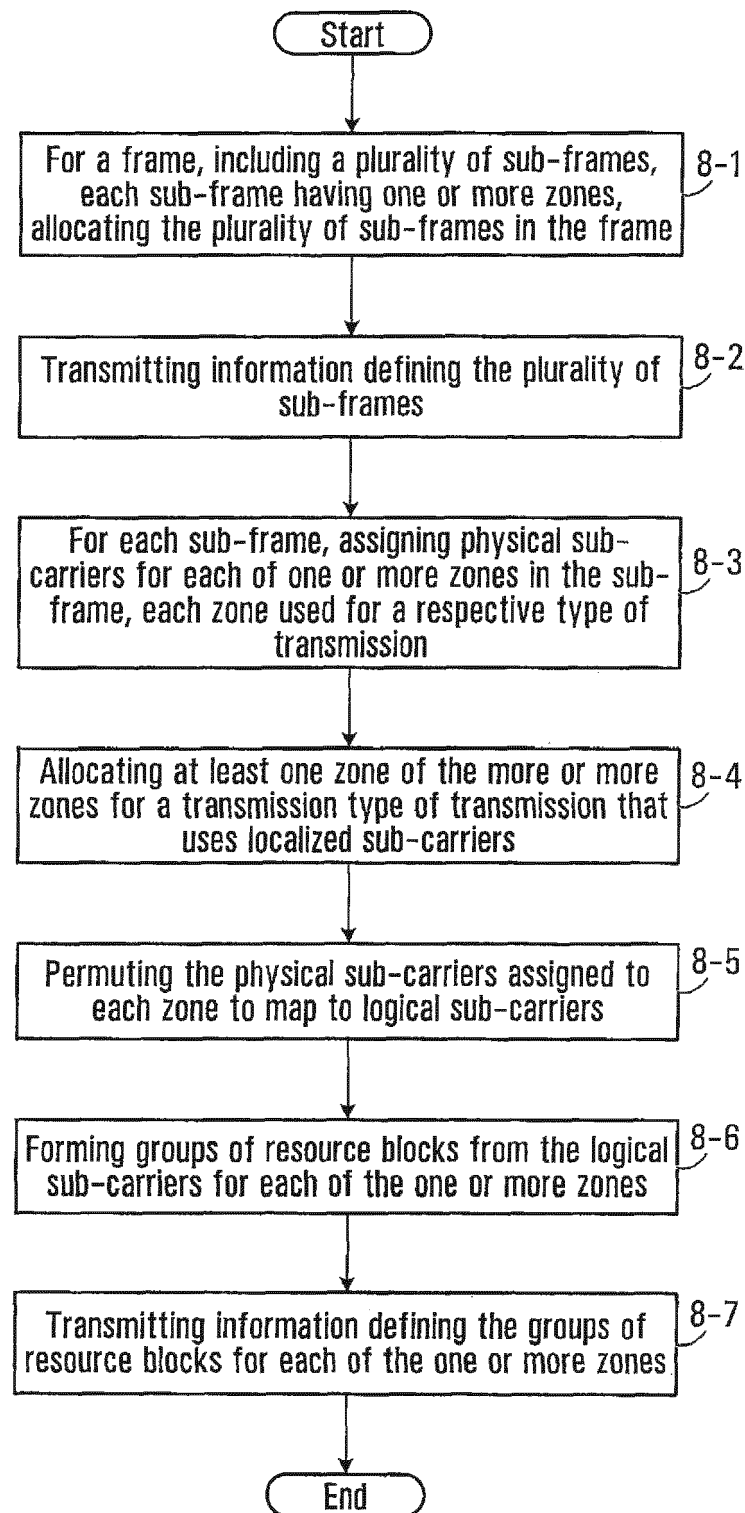 Start
For a frame, including a plurality of sub-frames,
each sub-frame having one or more zones,
allocating the plurality of sub-frames in the frame
8-1
Transmitting information defining the plurality of
sub-frames
8-2
For each sub-frame, assigning physical sub-
carriers for each of one or more zones in the sub-
frame, each zone used for a respective type of
transmission
8-3
Allocating at least one zone of the more or more
zones for a transmission type of transmission that
uses localized sub-carriers
8-4
Permuting the physical sub-carriers assigned to
each zone to map to logical sub-carriers
8-5
Forming groups of resource blocks from the logical
sub-carriers for each of the one or more zones
8-6
Transmitting information defining the groups of
resource blocks for each of the one or more zones
8-7
End